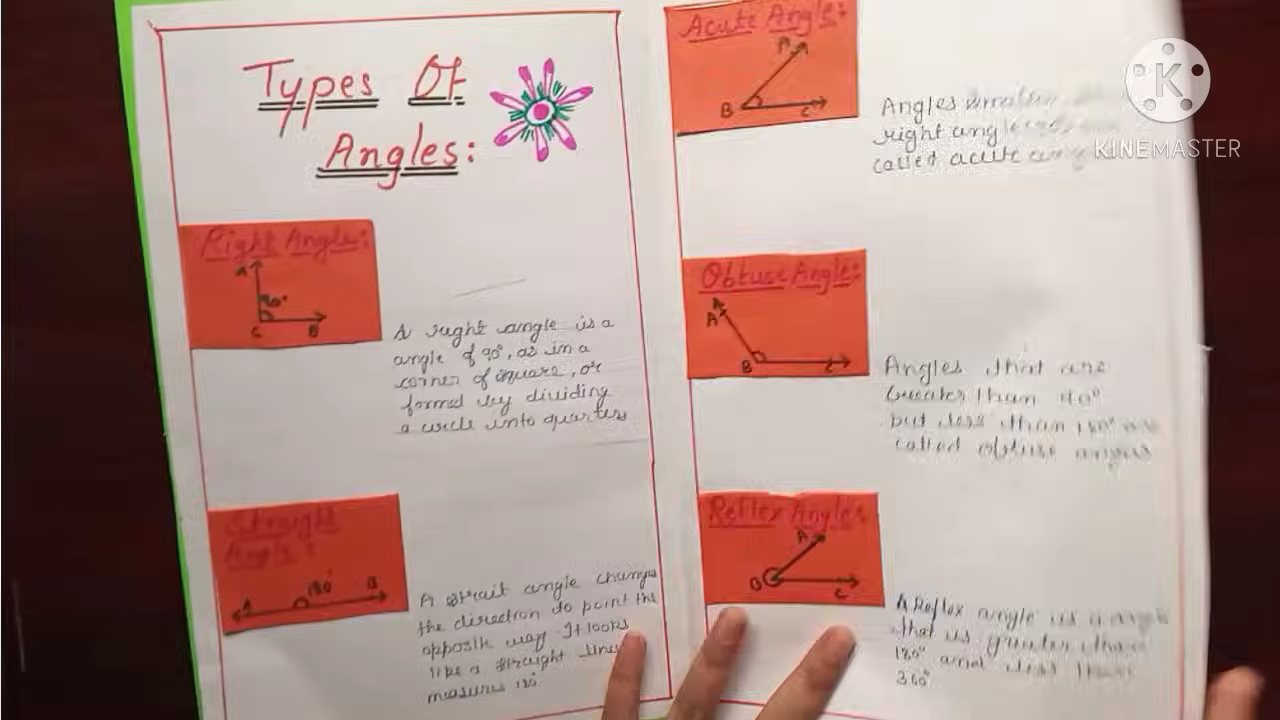 Types Of
Angles:
Right Angle:
A
90°
C B
A right angle is a
angle of 90°, as in a
corner of square, or
formed by dividing
a circle into quarters
Straight
Angle:
A 180° B
A strait angle changes
the direction to point the
opposite way It looks
like a straight line
measures
Acute Angle:
A
B C
Angles
right angle
called acute
Obtuse Angle:
A
A
B C
Angles that are
Greater than
but less than 180° are
called obtuse angles
Reflex Angle:
A
B C
A Reflex angle is a angle
that is greater than
180° and less than
360°
K
KINEMASTER